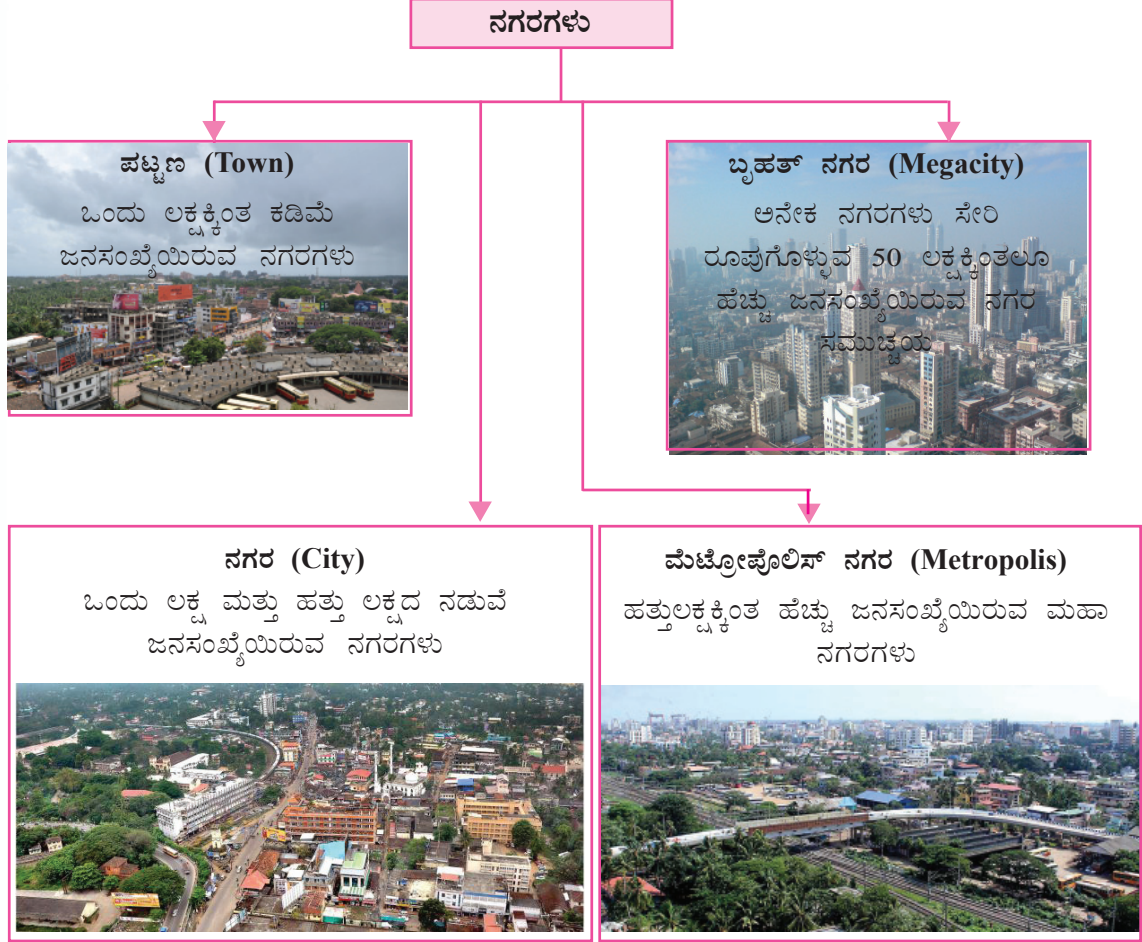 ನಗರಗಳು
ಪಟ್ಟಣ (Town)
ಒಂದು ಲಕ್ಷಕ್ಕಿಂತ ಕಡಿಮೆ
ಜನಸಂಖ್ಯೆಯಿರುವ ನಗರಗಳು
ಬೃಹತ್ ನಗರ (Megacity)
ಅನೇಕ ನಗರಗಳು ಸೇರಿ
ರೂಪುಗೊಳ್ಳುವ 50 ಲಕ್ಷಕ್ಕಿಂತಲೂ
ಹೆಚ್ಚು ಜನಸಂಖ್ಯೆಯಿರುವ ನಗರ
ಸಮುಚ್ಚಯ
ನಗರ (City)
ಒಂದು ಲಕ್ಷ ಮತ್ತು ಹತ್ತು ಲಕ್ಷದ ನಡುವೆ
ಜನಸಂಖ್ಯೆಯಿರುವ ನಗರಗಳು
ಮೆಟ್ರೋಪೊಲಿಸ್ ನಗರ (Metropolis)
ಹತ್ತುಲಕ್ಷಕ್ಕಿಂತ ಹೆಚ್ಚು ಜನಸಂಖ್ಯೆಯಿರುವ ಮಹಾ
ನಗರಗಳು